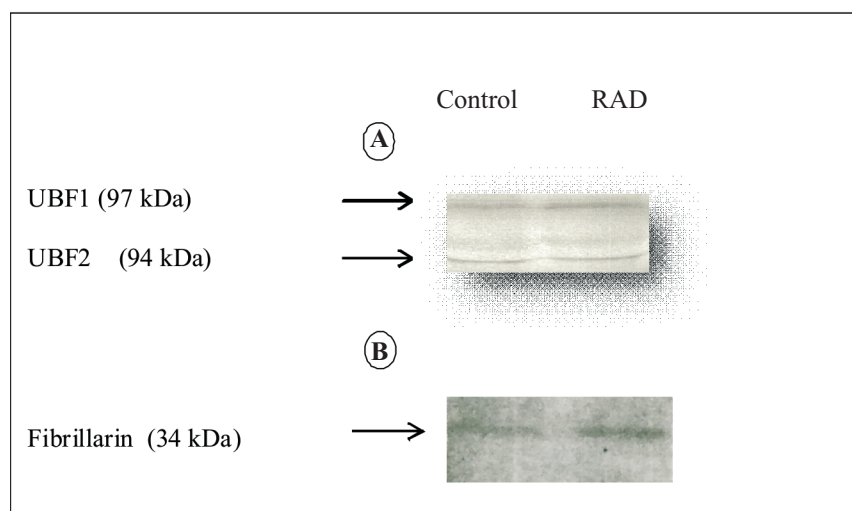 Control RAD
A
UBF1 (97 kDa)
UBF2 (94 kDa)
B
Fibrillarin (34 kDa)